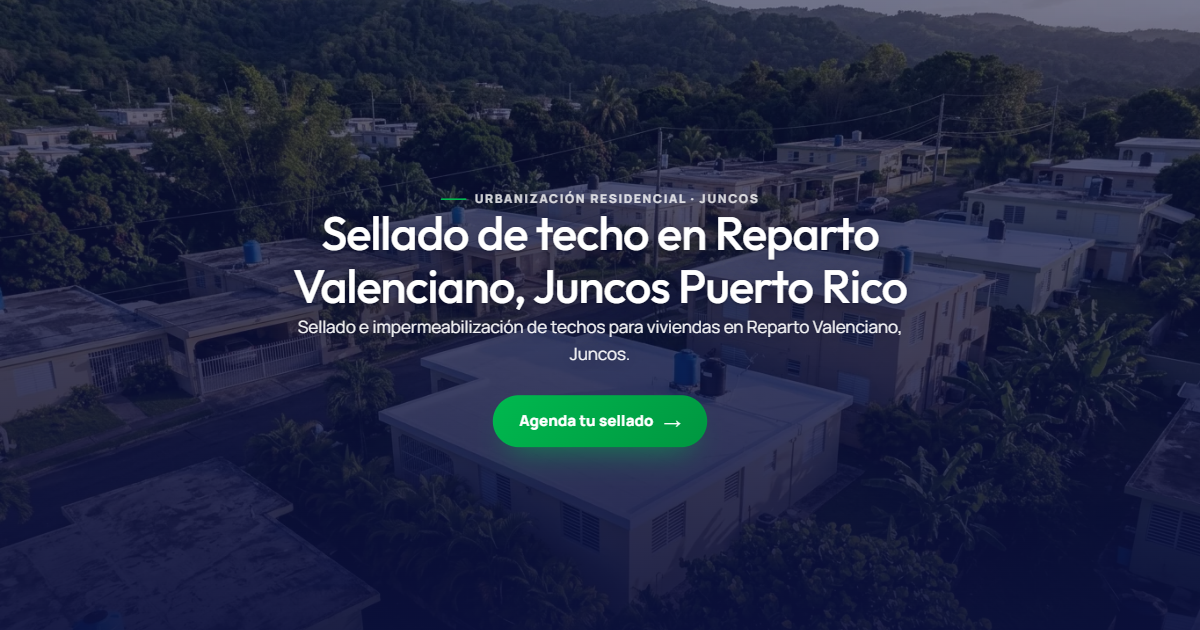 URBANIZACIÓN RESIDENCIAL · JUNCOS
Sellado de techo en Reparto
Valenciano, Juncos Puerto Rico
Sellado e impermeabilización de techos para viviendas en Reparto Valenciano,
Juncos.
Agenda tu sellado →